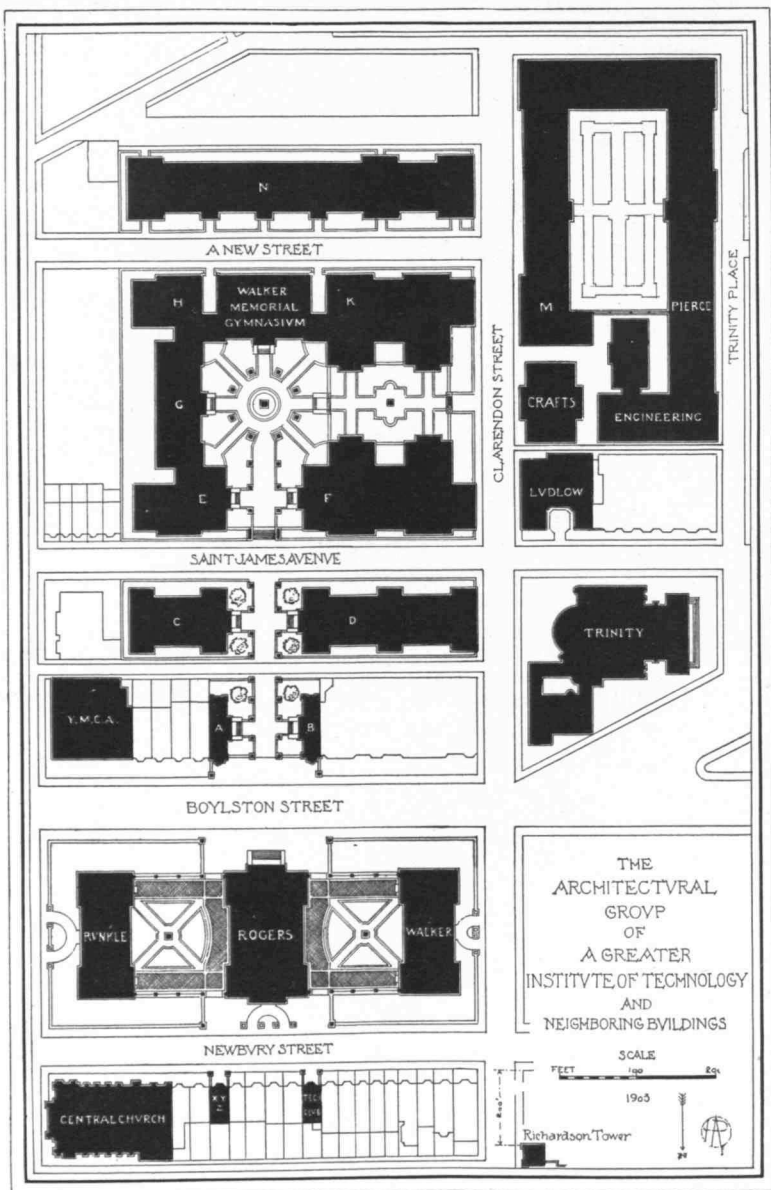 N
A NEW STREET
H
WALKER
MEMORIAL
GYMNASIVM
K
G
E
F
CLARENDON STREET
M
PIERCE
TRINITY PLACE
CRAFTS
ENGINEERING
LVDLOW
SAINT JAMES AVENVE
C
D
TRINITY
Y.M.C.A.
A
B
BOYLSTON STREET
RVNKLE
ROGERS
WALKER
THE
ARCHITECTVRAL
GROVP
OF
A GREATER
INSTITVTE OF TECHNOLOGY
AND
NEIGHBORING BVILDINGS
NEWBVRY STREET
SCALE
FEET 100 200
1905
CENTRAL CHVRCH
TECH
200'
Richardson Tower